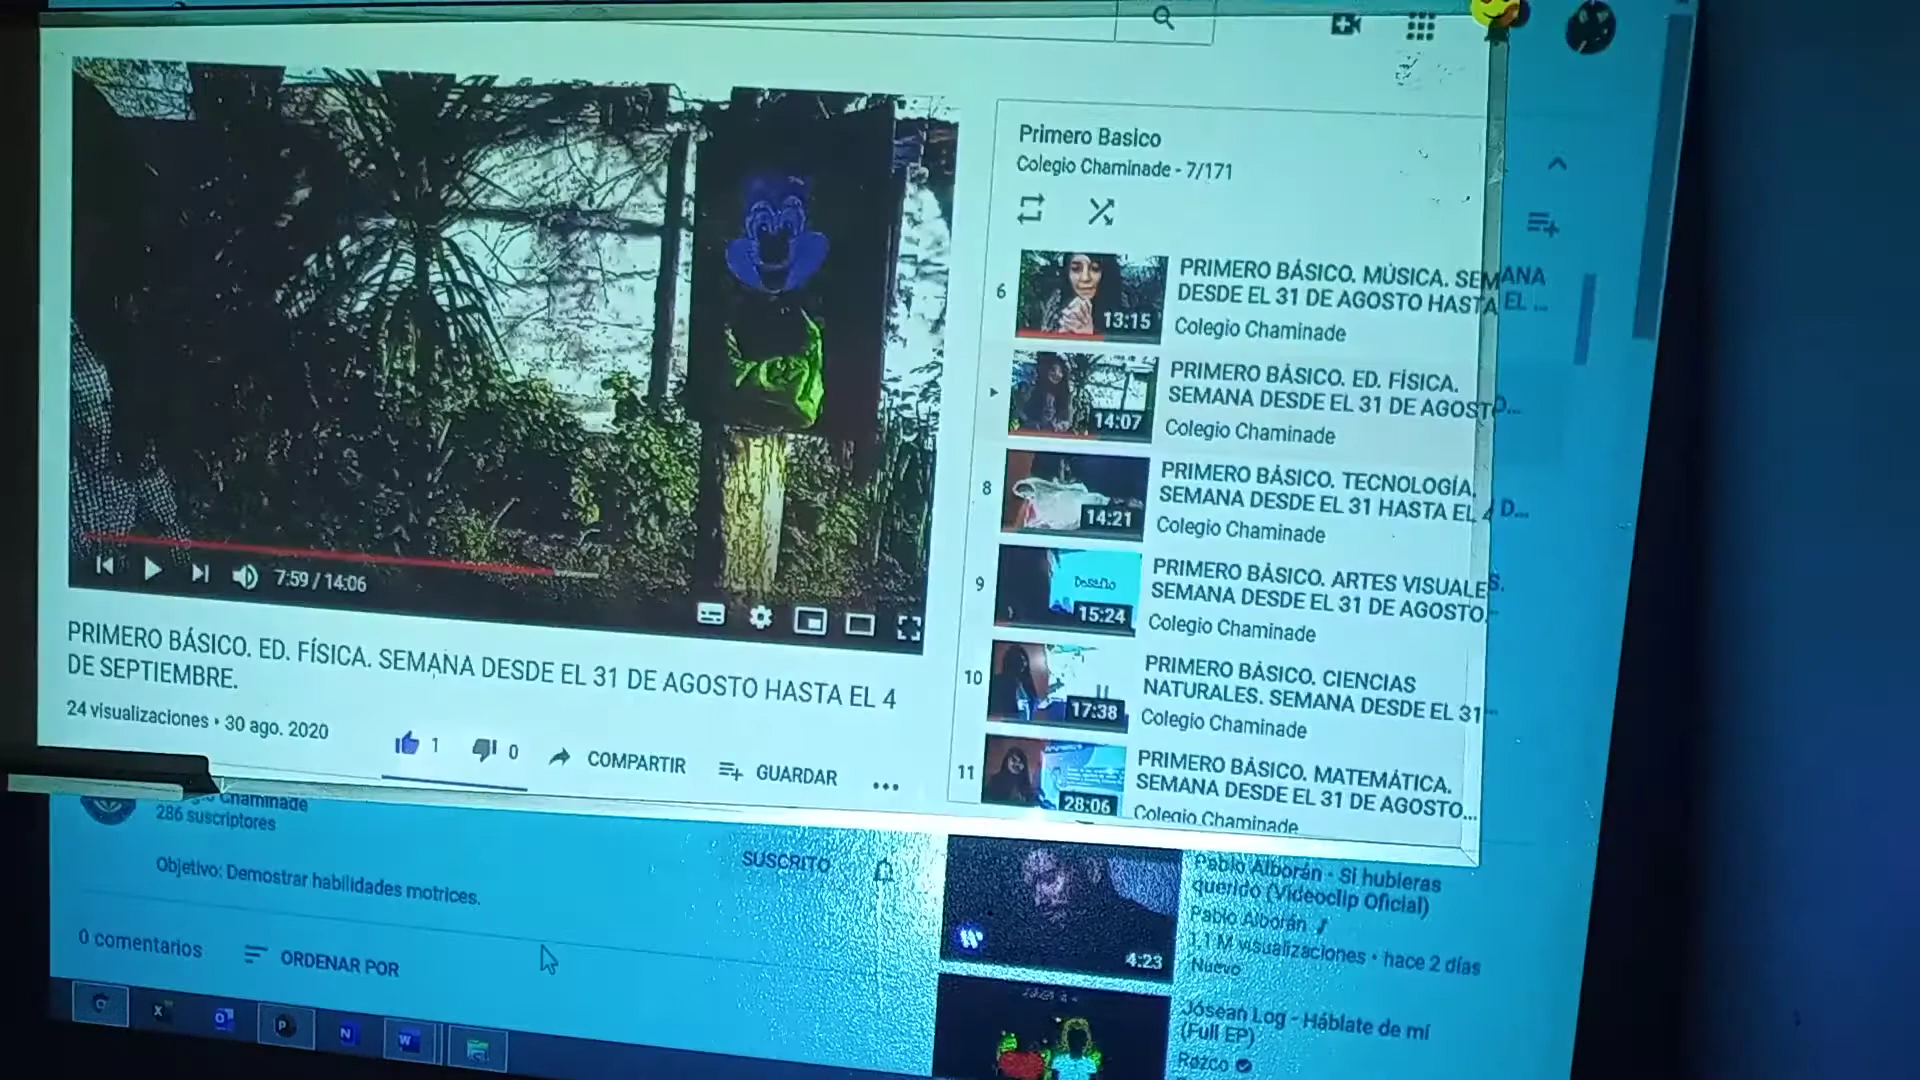 7:59 / 14:06
PRIMERO BÁSICO. ED. FÍSICA. SEMANA DESDE EL 31 DE AGOSTO HASTA EL 4
DE SEPTIEMBRE.
24 visualizaciones • 30 ago. 2020
1
0
COMPARTIR
GUARDAR
Chaminade
286 suscriptores
SUSCRITO
Objetivo: Demostrar habilidades motrices.
0 comentarios
ORDENAR POR
Primero Basico
Colegio Chaminade - 7/171
6
13:15
PRIMERO BÁSICO. MÚSICA. SEMANA
DESDE EL 31 DE AGOSTO HASTA EL ...
Colegio Chaminade
14:07
PRIMERO BÁSICO. ED. FÍSICA.
SEMANA DESDE EL 31 DE AGOSTO...
Colegio Chaminade
8
14:21
PRIMERO BÁSICO. TECNOLOGÍA.
SEMANA DESDE EL 31 HASTA EL 4 D...
Colegio Chaminade
9
Desafío
15:24
PRIMERO BÁSICO. ARTES VISUALES.
SEMANA DESDE EL 31 DE AGOSTO...
Colegio Chaminade
10
17:38
PRIMERO BÁSICO. CIENCIAS
NATURALES. SEMANA DESDE EL 31...
Colegio Chaminade
11
28:06
PRIMERO BÁSICO. MATEMÁTICA.
SEMANA DESDE EL 31 DE AGOSTO...
Colegio Chaminade
4:23
Pablo Alborán - Si hubieras
querido (Videoclip Oficial)
Pablo Alborán
1,1 M visualizaciones • hace 2 días
Nuevo
Jósean Log - Háblate de mí
(Full EP)
Rozco